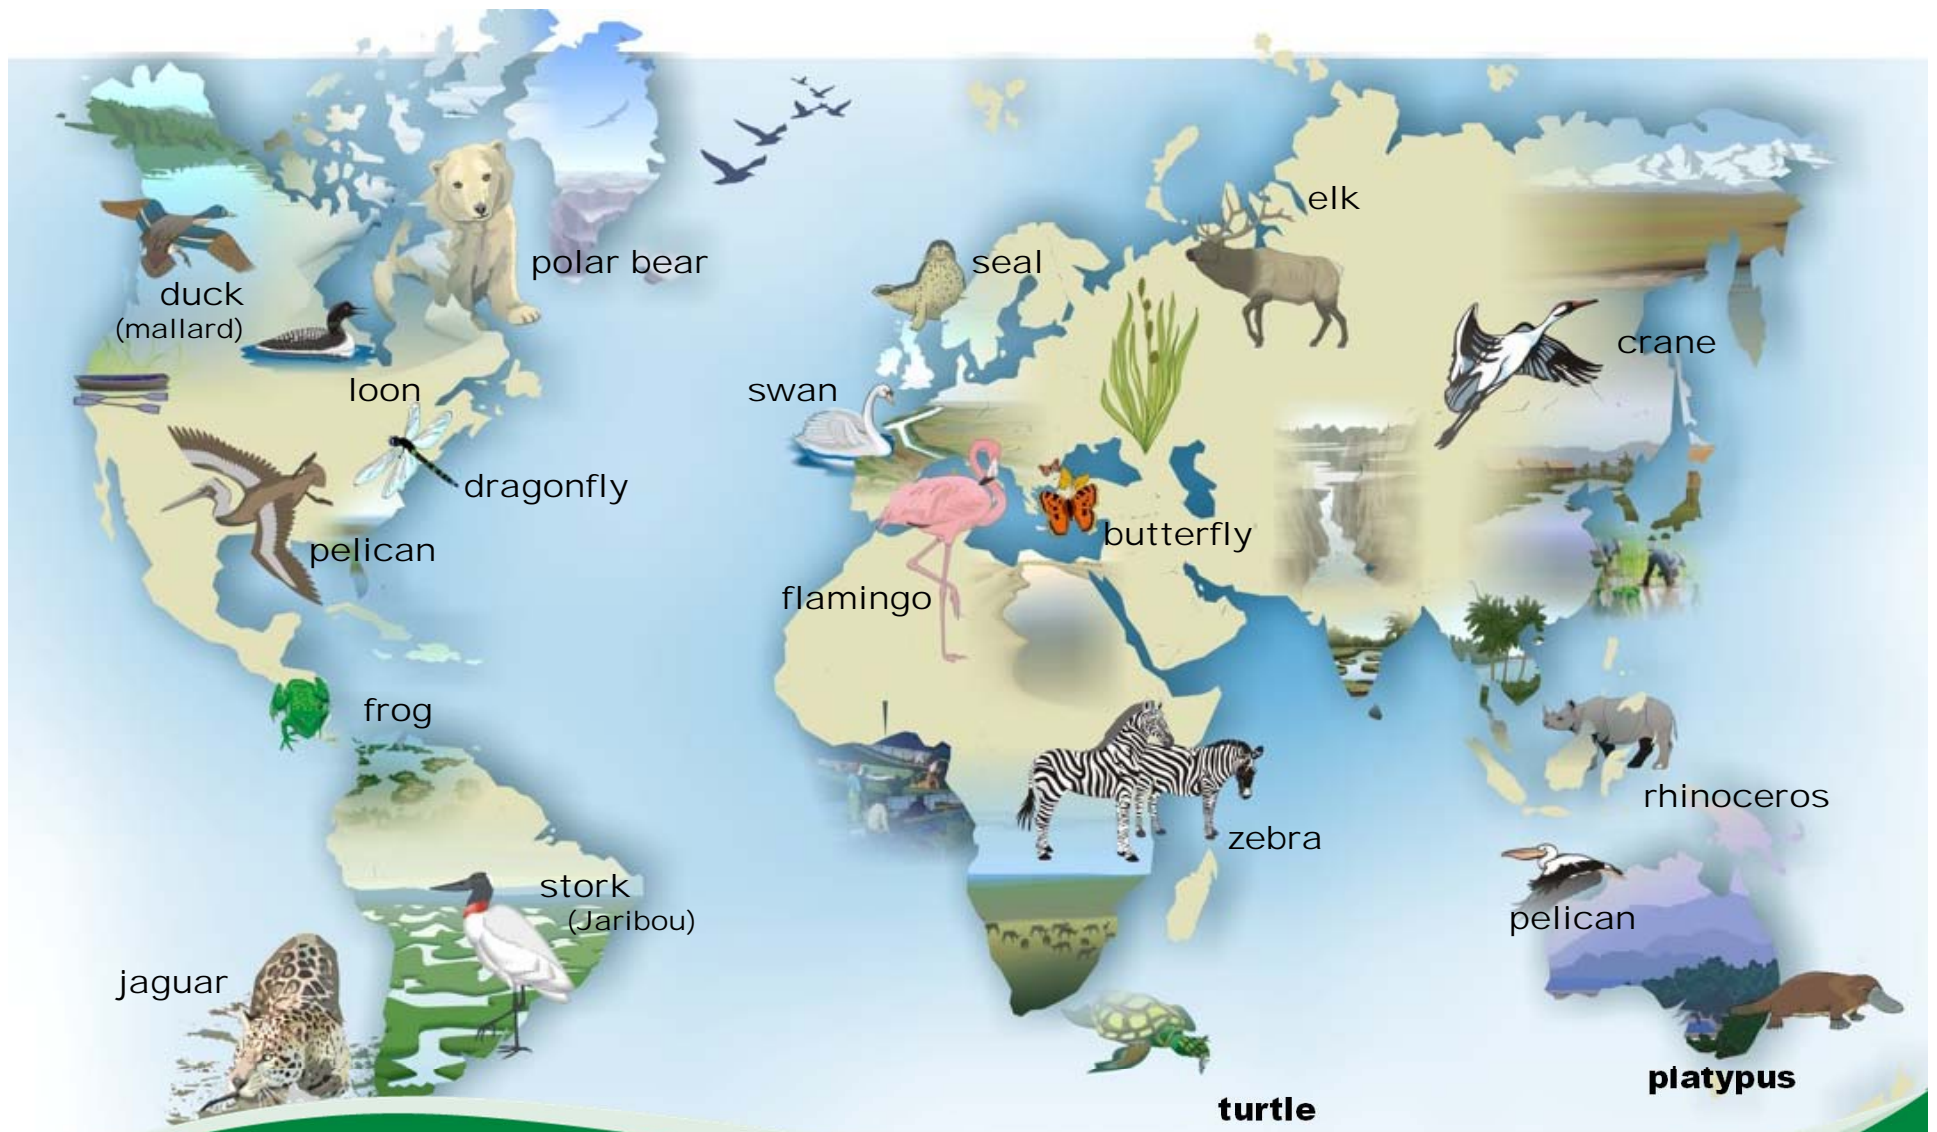 elk
polar bear
seal
duck
(mallard)
crane
loon
swan
dragonfly
butterfly
pelican
flamingo
frog
rhinoceros
zebra
stork
(Jaribou)
pelican
jaguar
platypus
turtle